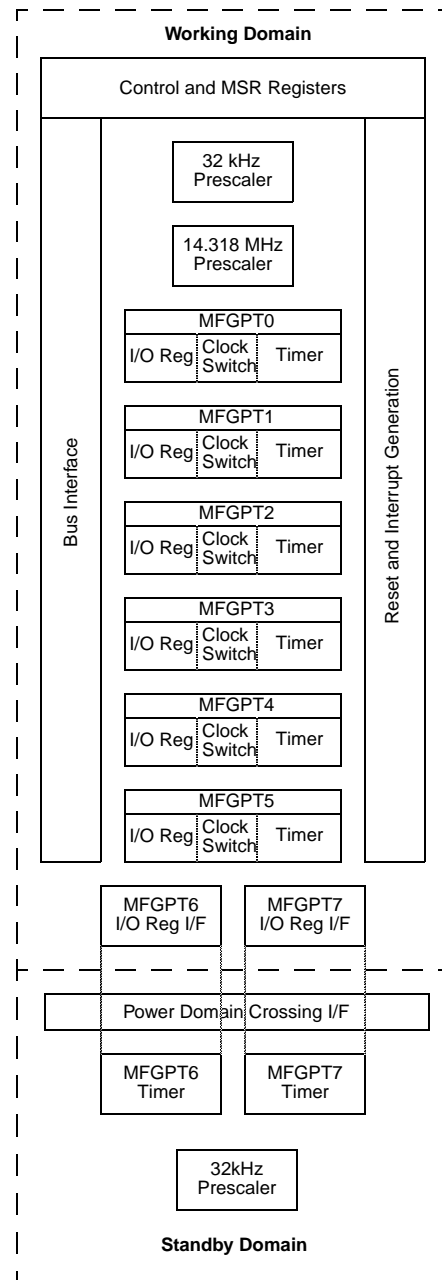 Working Domain
Control and MSR Registers
32 kHz
Prescaler
14.318 MHz
Prescaler
Bus Interface
Reset and Interrupt Generation
MFGPT0
I/O Reg Clock Switch Timer
MFGPT1
I/O Reg Clock Switch Timer
MFGPT2
I/O Reg Clock Switch Timer
MFGPT3
I/O Reg Clock Switch Timer
MFGPT4
I/O Reg Clock Switch Timer
MFGPT5
I/O Reg Clock Switch Timer
MFGPT6
I/O Reg I/F
MFGPT7
I/O Reg I/F
Power Domain Crossing I/F
MFGPT6
Timer
MFGPT7
Timer
32kHz
Prescaler
Standby Domain